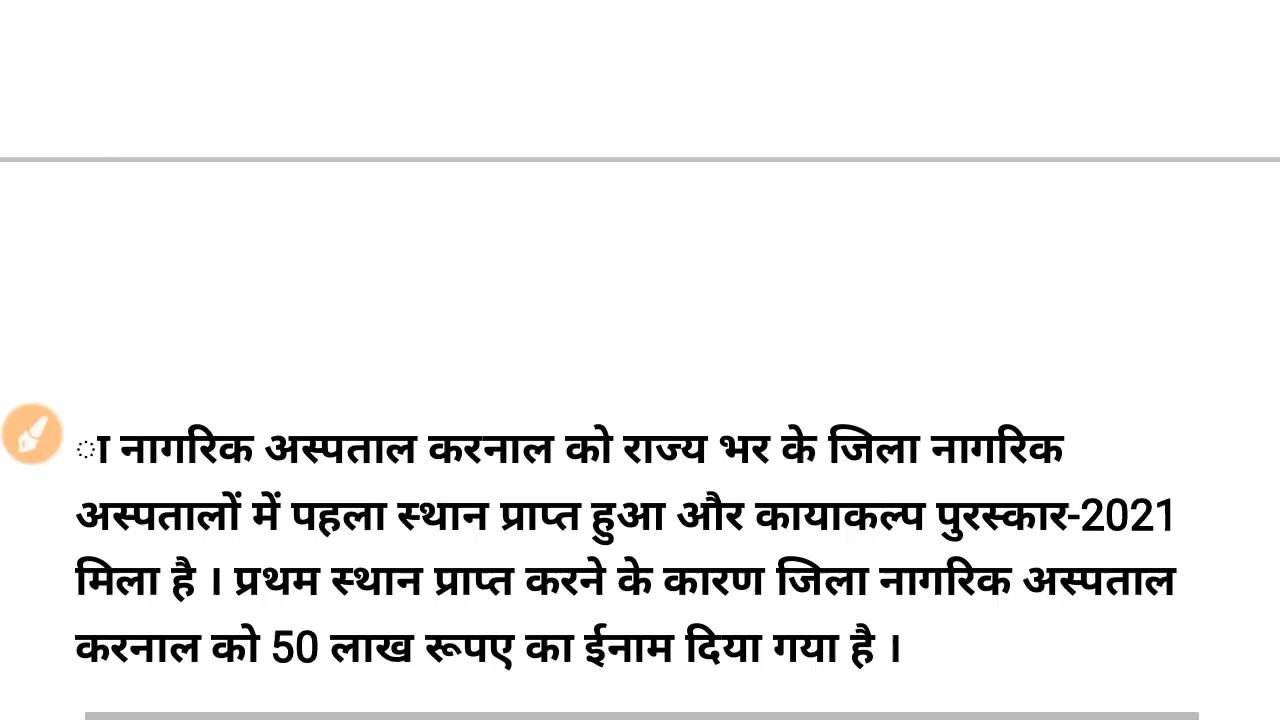 ा नागरिक अस्पताल करनाल को राज्य भर के जिला नागरिक
अस्पतालों में पहला स्थान प्राप्त हुआ और कायाकल्प पुरस्कार-2021
मिला है । प्रथम स्थान प्राप्त करने के कारण जिला नागरिक अस्पताल
करनाल को 50 लाख रूपए का ईनाम दिया गया है ।